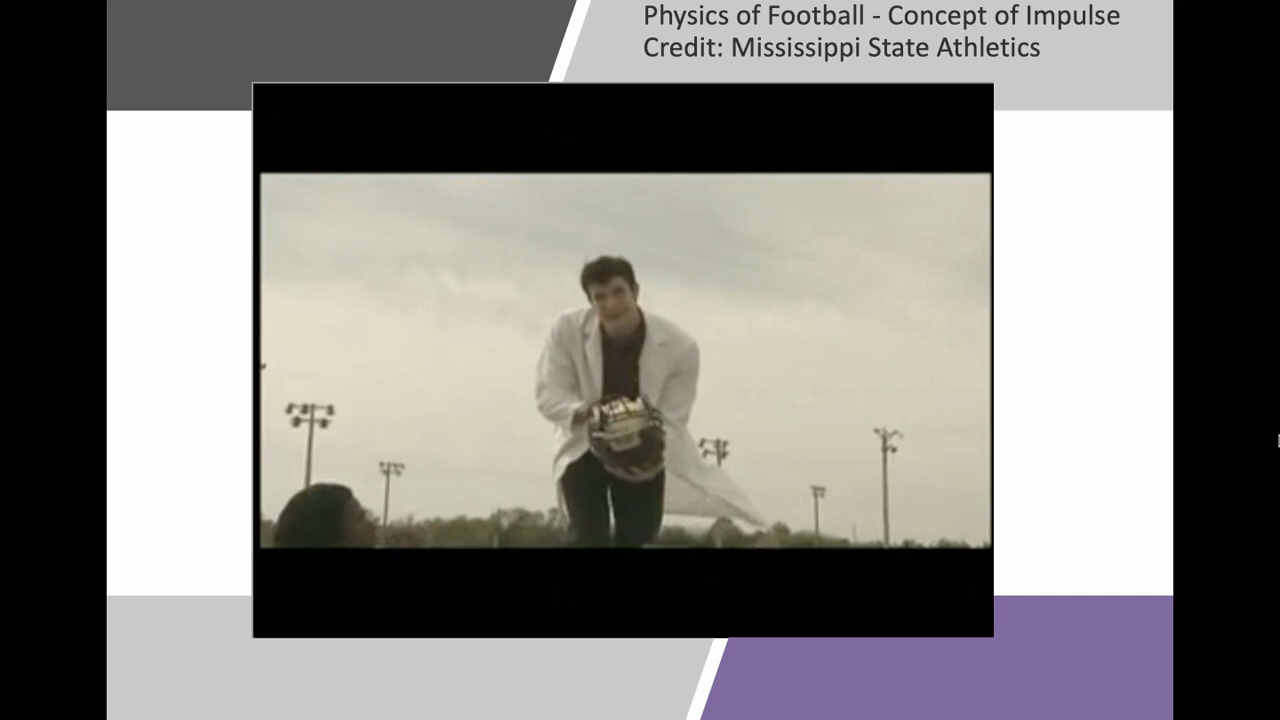 Physics of Football - Concept of Impulse
Credit: Mississippi State Athletics